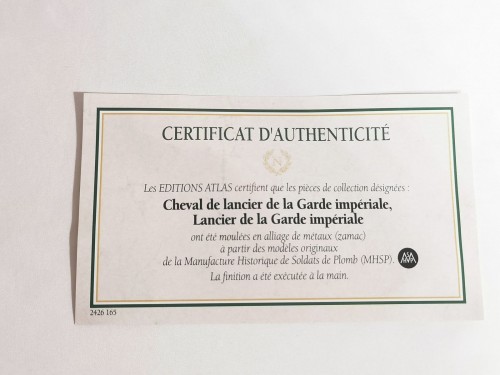 CERTIFICAT D'AUTHENTICITÉ
N
Les EDITIONS ATLAS certifient que les pièces de collection désignées :
Cheval de lancier de la Garde impériale,
Lancier de la Garde impériale
ont été moulées en alliage de métaux (zamac)
à partir des modèles originaux
de la Manufacture Historique de Soldats de Plomb (MHSP).
La finition a été exécutée à la main.
2426 165